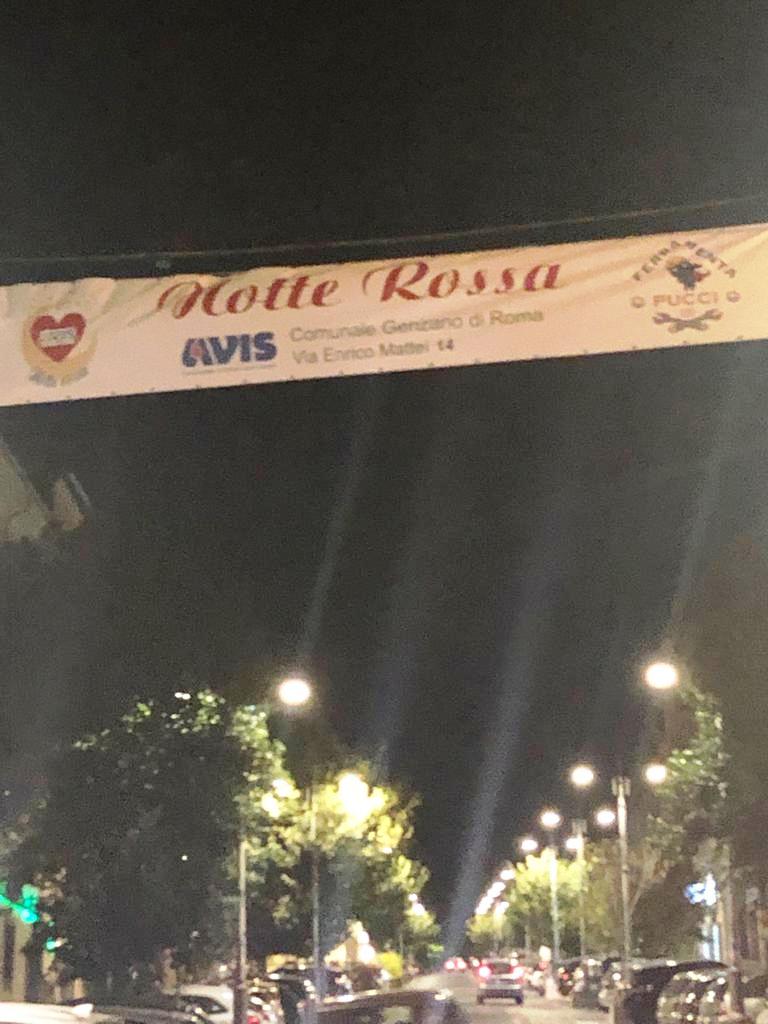 Notte Rossa
AVIS
Comunale Genzano di Roma
Via Enrico Mattei 14
FERRAMENTA
PUCCI